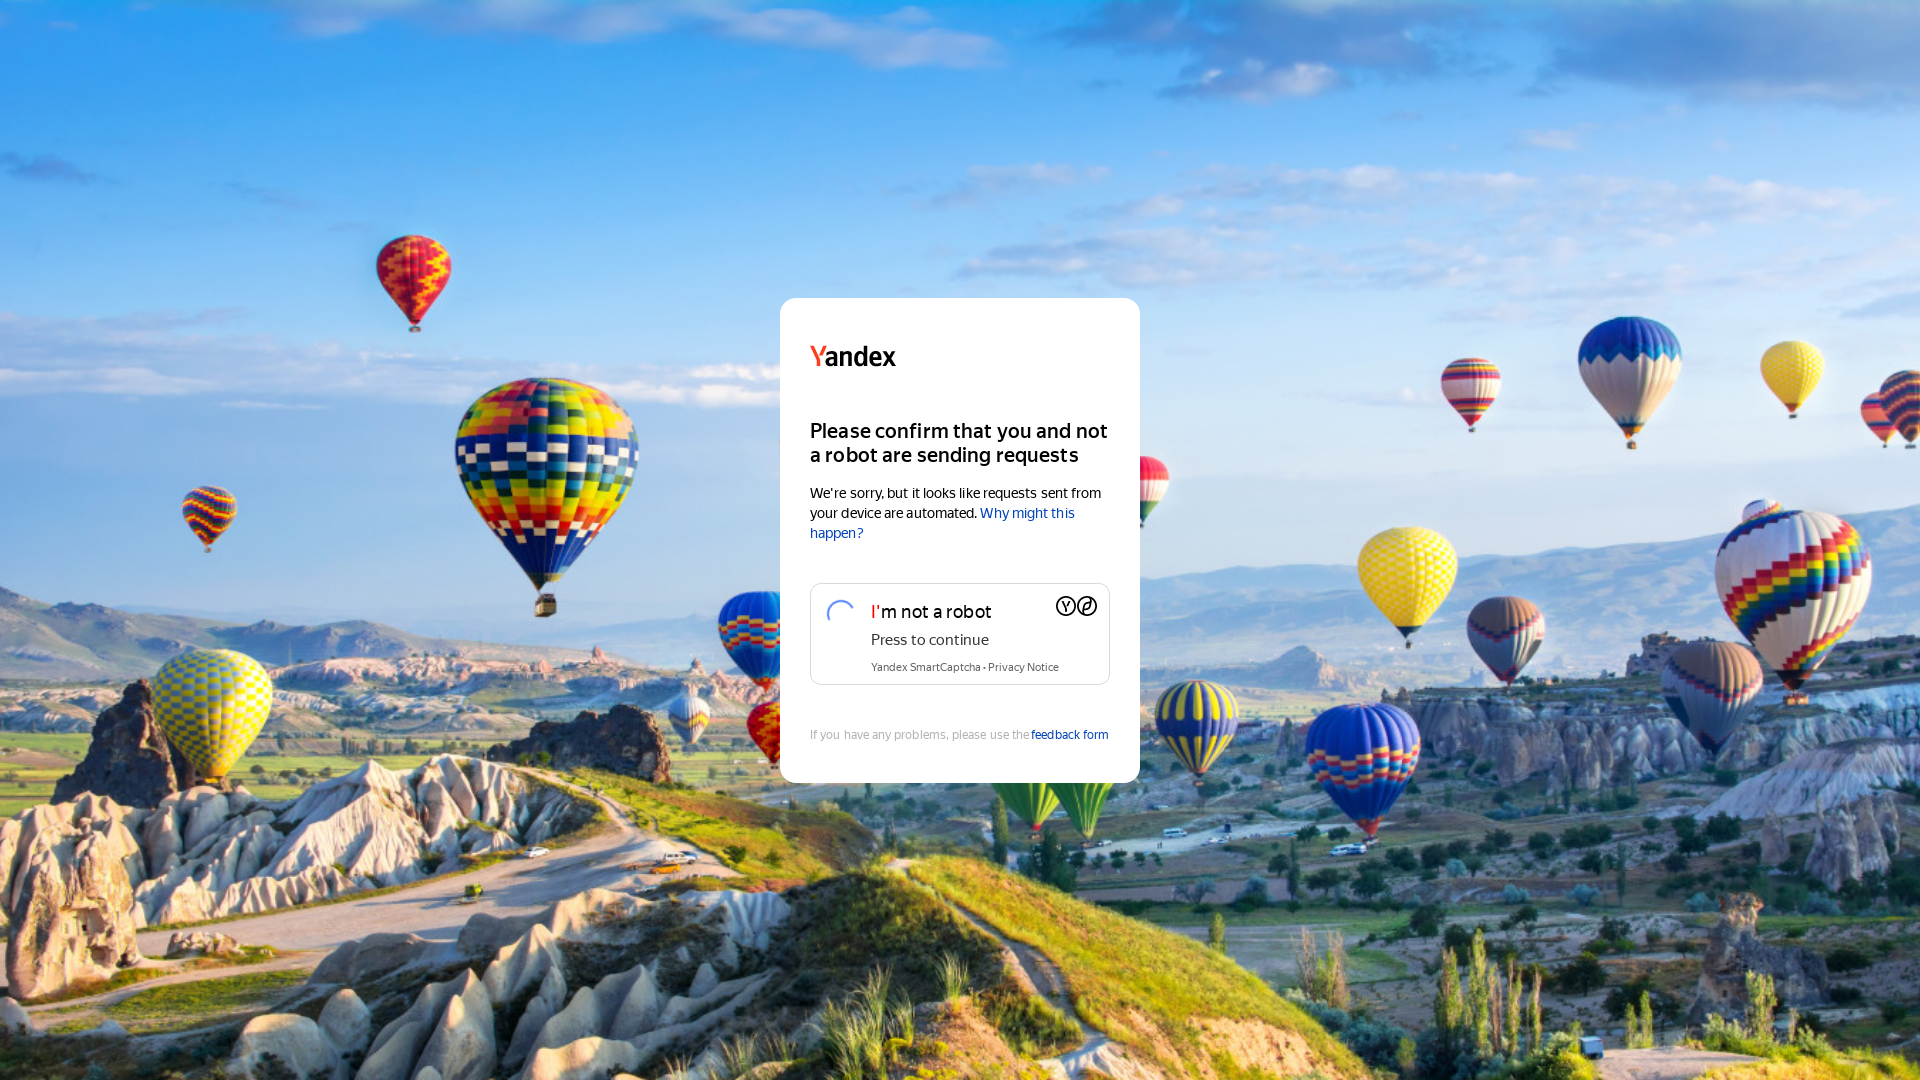 Yandex
Please confirm that you and not
a robot are sending requests
We're sorry, but it looks like requests sent from
your device are automated. Why might this
happen?
I'm not a robot
Press to continue
Yandex SmartCaptcha · Privacy Notice
If you have any problems, please use the feedback form